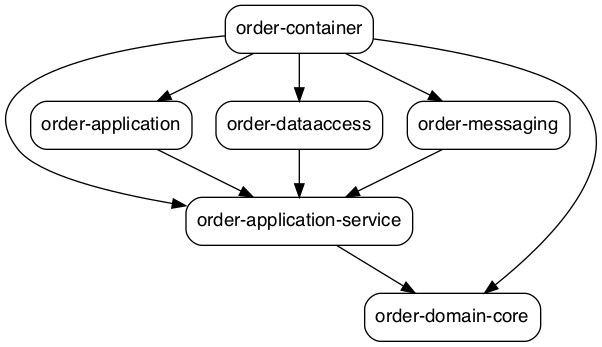 order-container
order-application
order-dataaccess
order-messaging
order-application-service
order-domain-core